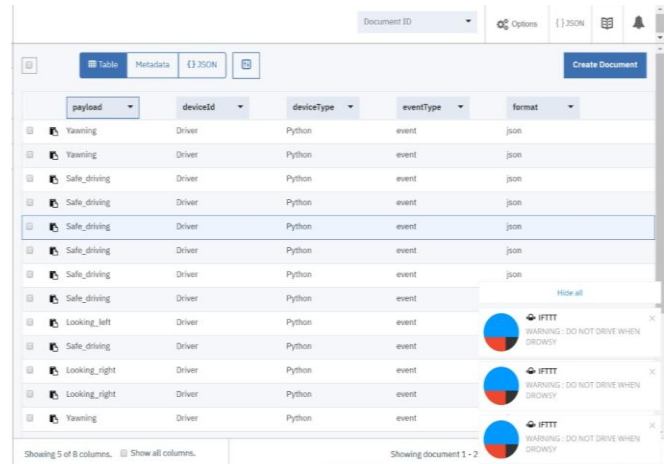 Document ID
Options
{ } JSON
Table
Metadata
{ } JSON
Create Document
payload deviceId deviceType eventType format
Yawning Driver Python event json
Yawning Driver Python event json
Safe_driving Driver Python event json
Safe_driving Driver Python event json
Safe_driving Driver Python event json
Safe_driving Driver Python event json
Safe_driving Driver Python event json
Safe_driving Driver Python event
Looking_left Driver Python event
Safe_driving Driver Python event
Looking_right Driver Python event
Looking_right Driver Python event
Yawning Driver Python event
Hide all
IFTTT
WARNING : DO NOT DRIVE WHEN
DROWSY
IFTTT
WARNING : DO NOT DRIVE WHEN
DROWSY
IFTTT
WARNING : DO NOT DRIVE WHEN
DROWSY
Showing 5 of 8 columns. Show all columns. Showing document 1 - 2